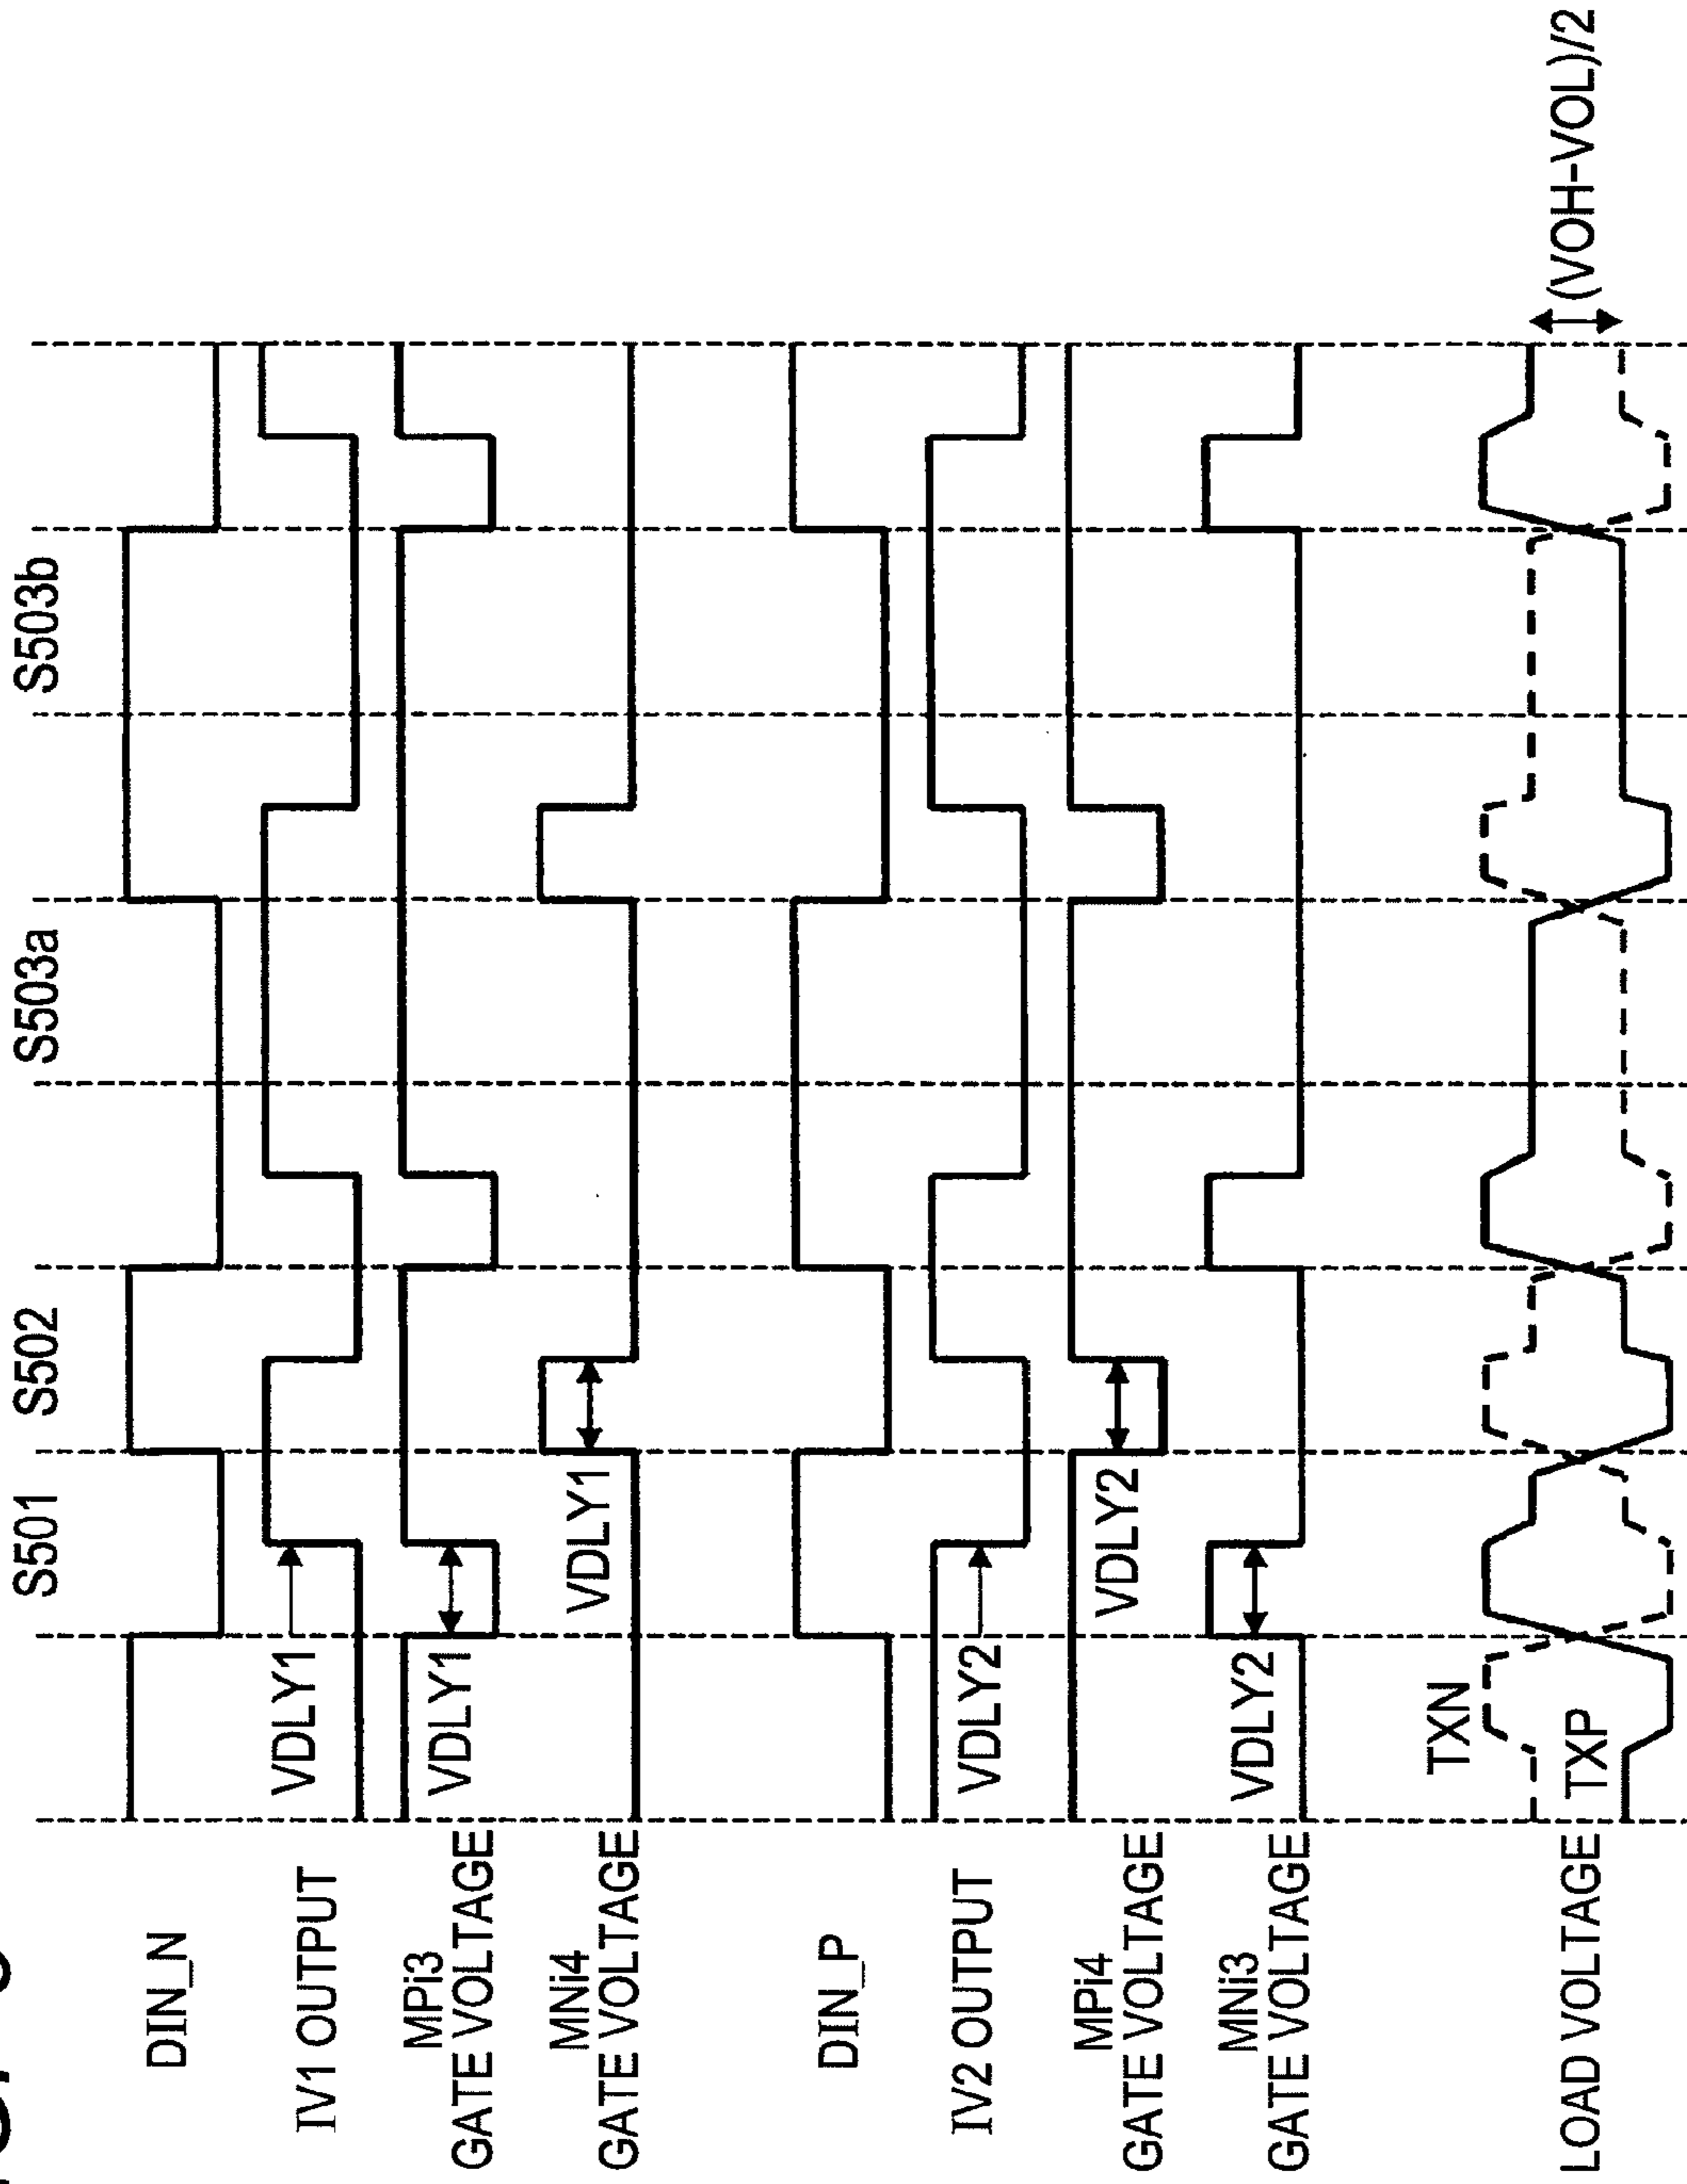 S501 S502 S503a S503b
DIN_N
IV1 OUTPUT
VDLY1
MPi3
GATE VOLTAGE
VDLY1
MNi4
GATE VOLTAGE
VDLY1
DIN_P
IV2 OUTPUT
VDLY2
MPi4
GATE VOLTAGE
VDLY2
MNi3
GATE VOLTAGE
VDLY2
TXN
LOAD VOLTAGE
TXP
(VOH-VOL)/2